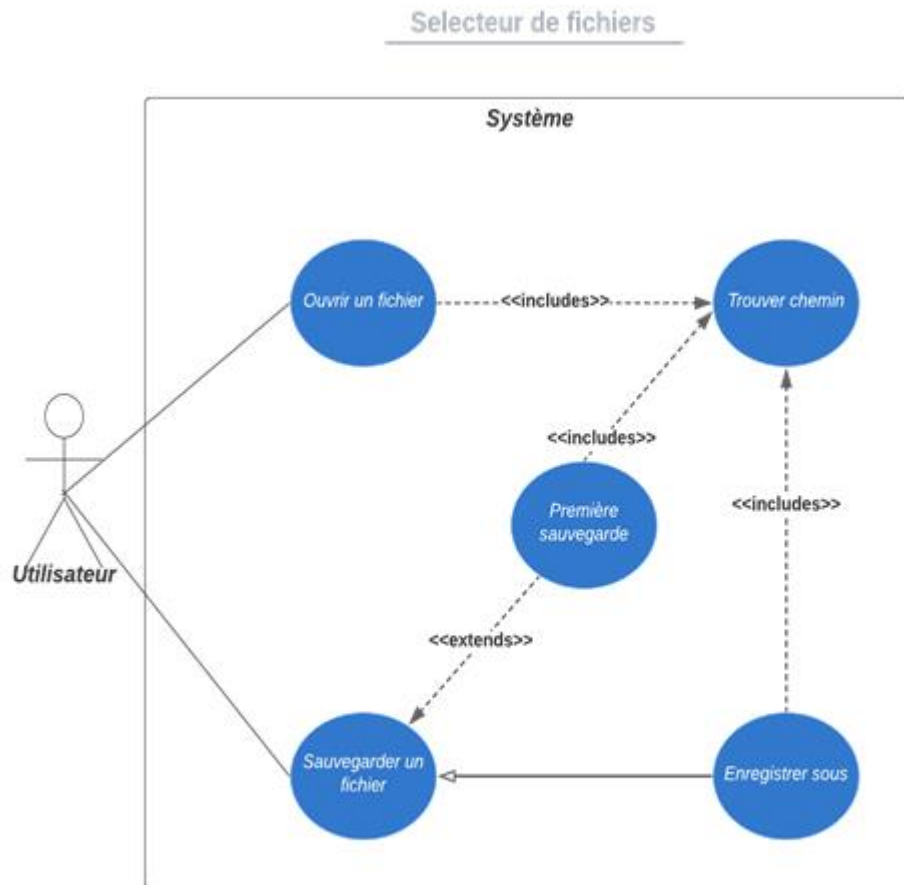 Selecteur de fichiers
Système
Ouvrir un fichier
<<includes>>
Trouver chemin
<<includes>>
Première
sauvegarde
<<includes>>
Utilisateur
<<extends>>
Sauvegarder un
fichier
Enregistrer sous